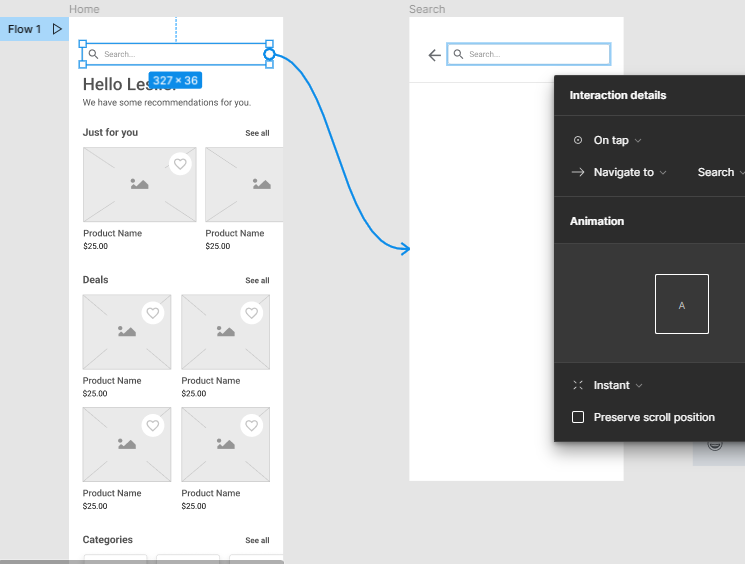 Home
Search
Flow 1
Search...
Search...
327 × 36
We have some recommendations for you.
Just for you
See all
Product Name
Product Name
$25.00
$25.00
Deals
See all
Product Name
Product Name
$25.00
$25.00
Product Name
Product Name
$25.00
$25.00
Categories
See all
Interaction details
On tap
Navigate to
Search
Animation
A
Instant
Preserve scroll position